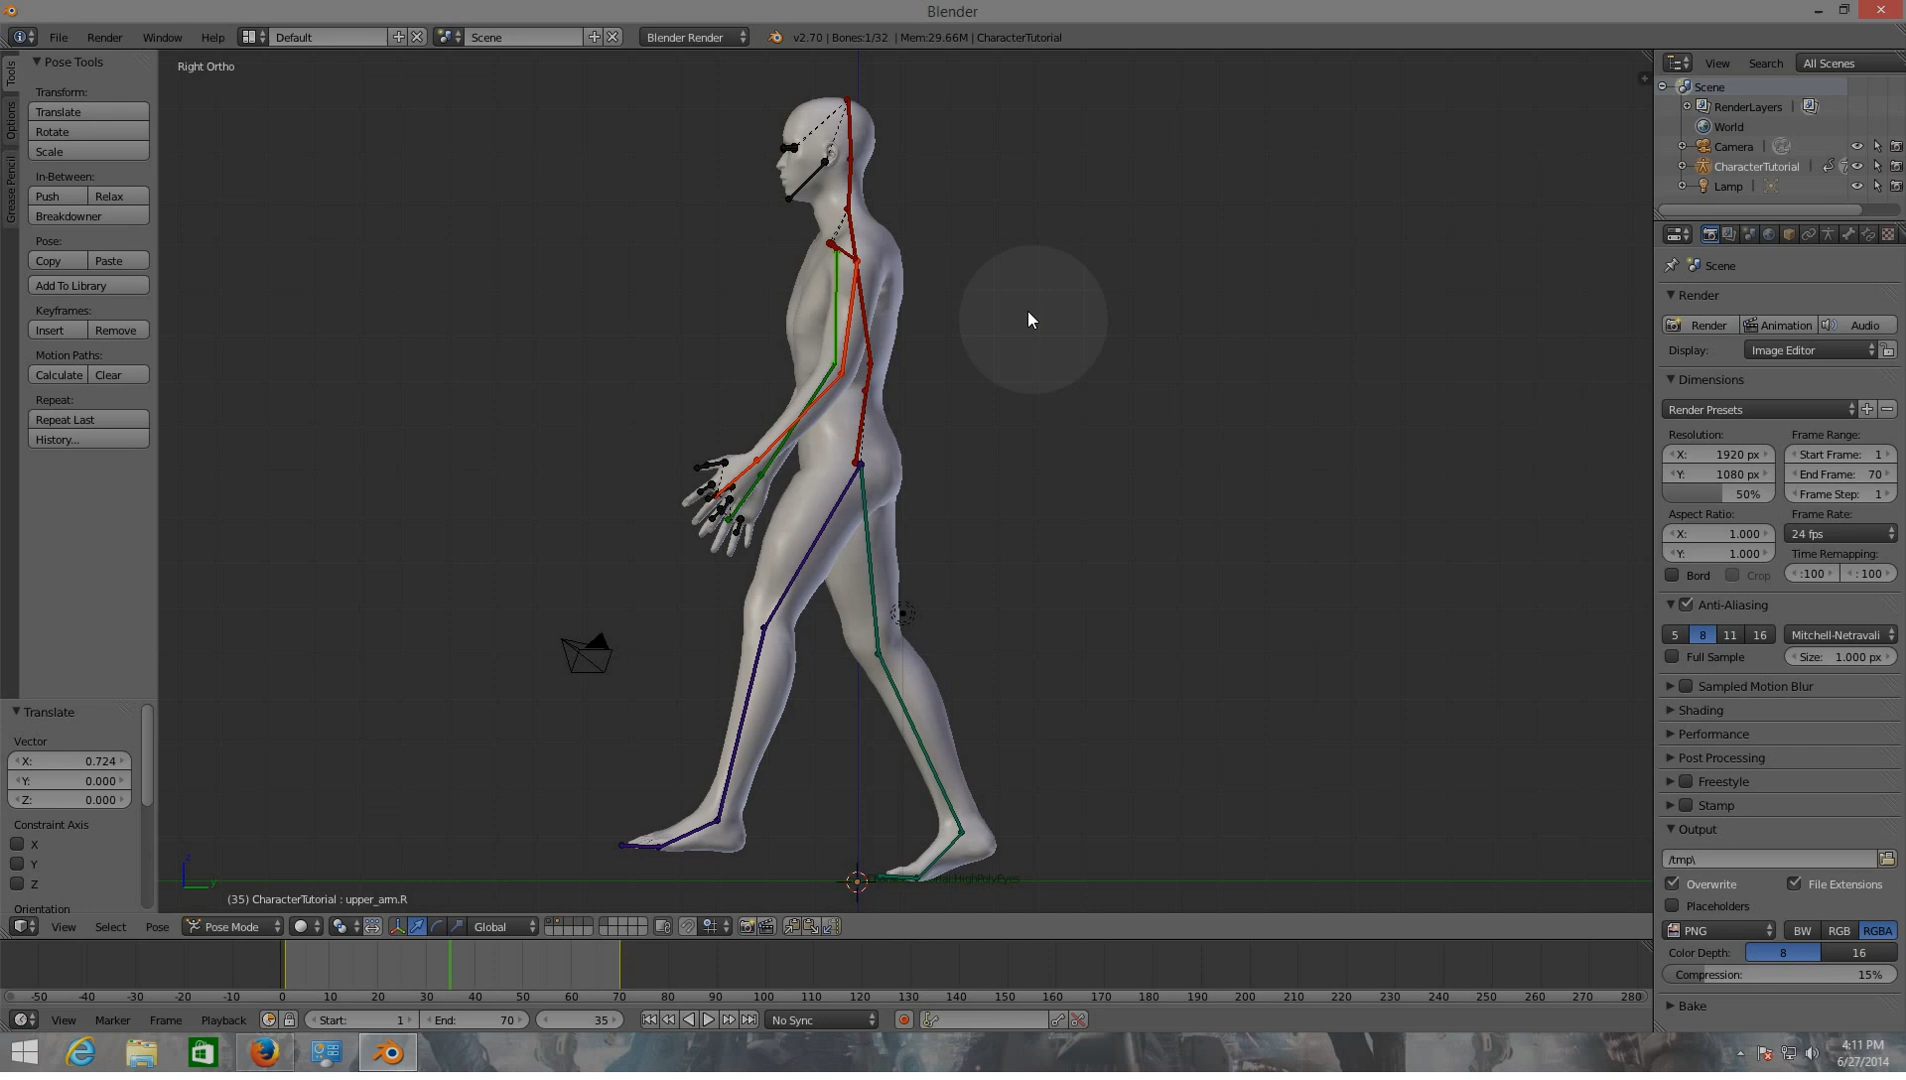 Blender
File Render Window Help Default Scene Blender Render v2.70 | Bones:1/32 | Mem:29.66M | CharacterTutorial
Tools
Options
Grease Pencil
Pose Tools
Transform:
Translate
Rotate
Scale
In-Between:
Push Relax
Breakdowner
Pose:
Copy Paste
Add To Library
Keyframes:
Insert Remove
Motion Paths:
Calculate Clear
Repeat:
Repeat Last
History...
Translate
Vector
X: 0.724
Y: 0.000
Z: 0.000
Constraint Axis
X
Y
Z
Orientation
Right Ortho
(35) CharacterTutorial : upper_arm.R
View Select Pose Pose Mode Global
-50 -40 -30 -20 -10 0 10 20 30 40 50 60 70 80 90 100 110 120 130 140 150 160 170 180 190 200 210 220 230 240 250 260 270 280
View Marker Frame Playback Start: 1 End: 70 35 No Sync
View Search All Scenes
Scene
RenderLayers
World
Camera
CharacterTutorial
Lamp
Scene
Render
Render Animation Audio
Display: Image Editor
Dimensions
Render Presets
Resolution: Frame Range:
X: 1920 px Start Frame: 1
Y: 1080 px End Frame: 70
50% Frame Step: 1
Aspect Ratio: Frame Rate:
X: 1.000 24 fps
Y: 1.000 Time Remapping:
Bord Crop :100 : 100
Anti-Aliasing
5 8 11 16 Mitchell-Netravali
Full Sample Size: 1.000 px
Sampled Motion Blur
Shading
Performance
Post Processing
Freestyle
Stamp
Output
/tmp\
Overwrite File Extensions
Placeholders
PNG BW RGB RGBA
Color Depth: 8 16
Compression: 15%
Bake
4:11 PM
6/27/2014